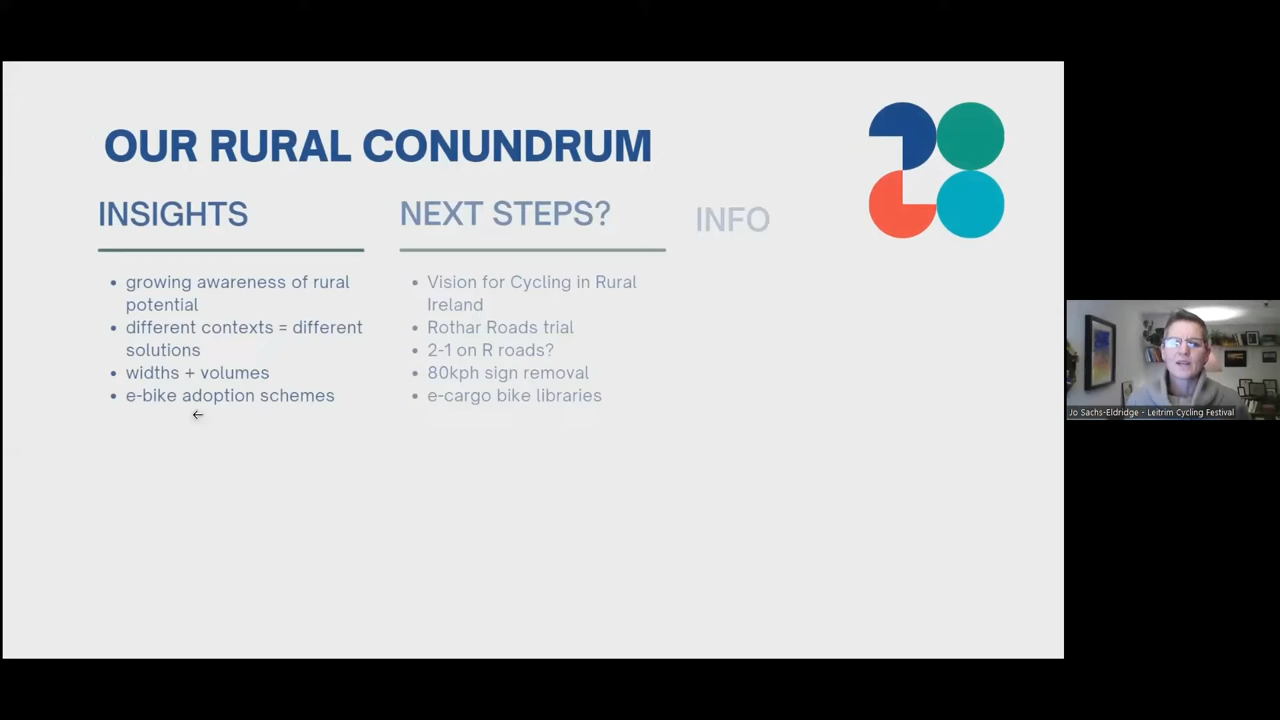 OUR RURAL CONUNDRUM
INSIGHTS
growing awareness of rural
potential
different contexts = different
solutions
widths + volumes
e-bike adoption schemes
NEXT STEPS?
Vision for Cycling in Rural
Ireland
Rothar Roads trial
2-1 on R roads?
80kph sign removal
e-cargo bike libraries
INFO
Jo Sachs-Eldridge - Leitrim Cycling Festival